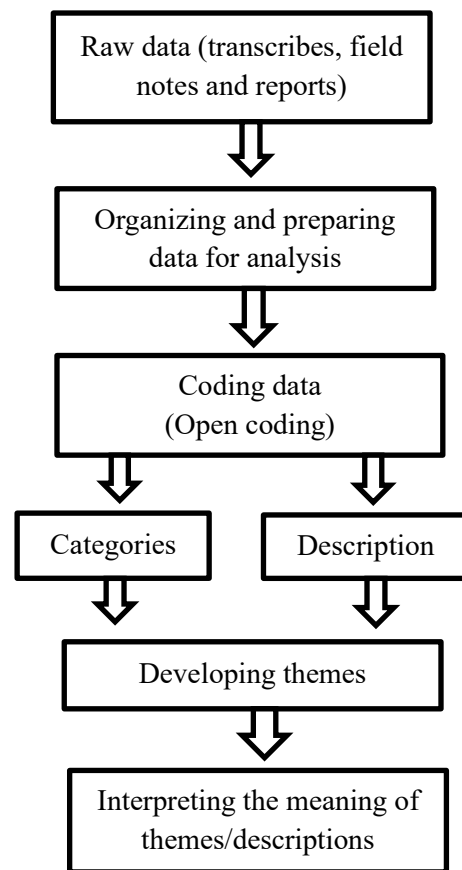 Raw data (transcribes, field
notes and reports)
Organizing and preparing
data for analysis
Coding data
(Open coding)
Categories
Description
Developing themes
Interpreting the meaning of
themes/descriptions